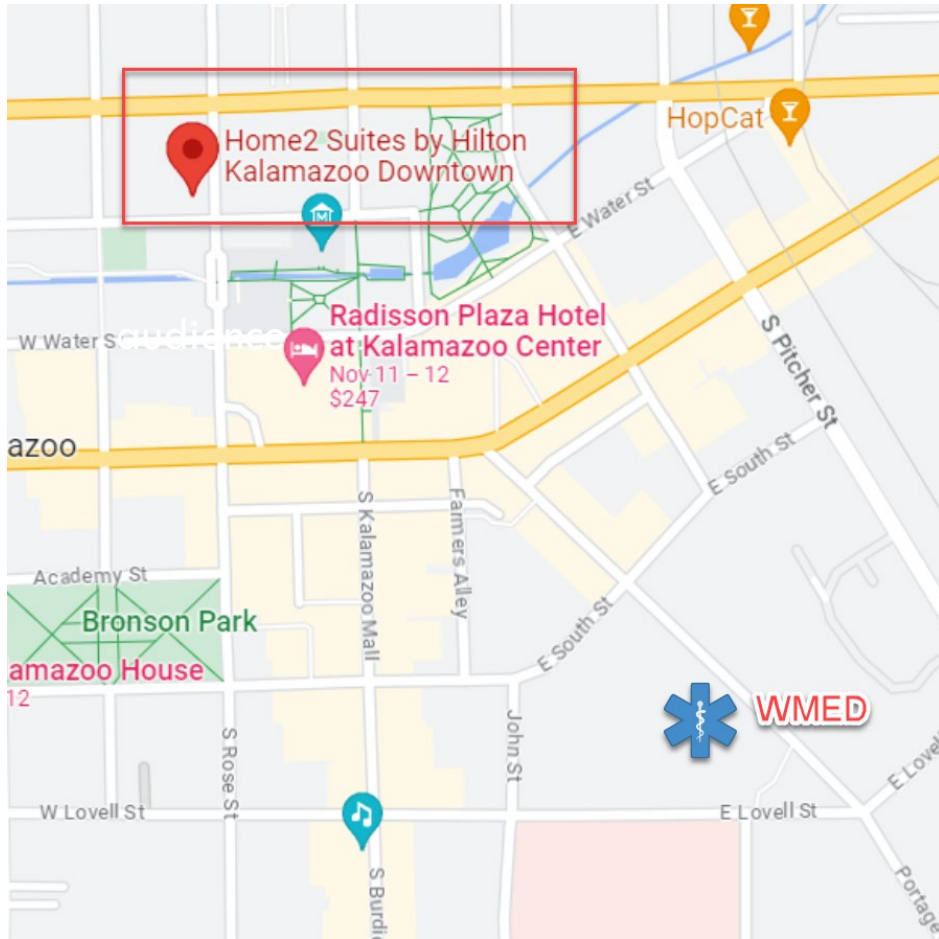 HopCat
Home2 Suites by Hilton
Kalamazoo Downtown
M
E Water St
Radisson Plaza Hotel
at Kalamazoo Center
Nov 11 – 12
$247
W Water S
audience
S Pitcher St
azoo
E South St
S Kalamazoo Mall
Farmers Alley
Academy St
Bronson Park
E South St
amazoo House
12
WMED
S Rose St
John St
E Lovell
W Lovell St
E Lovell St
S Burdi
Portage